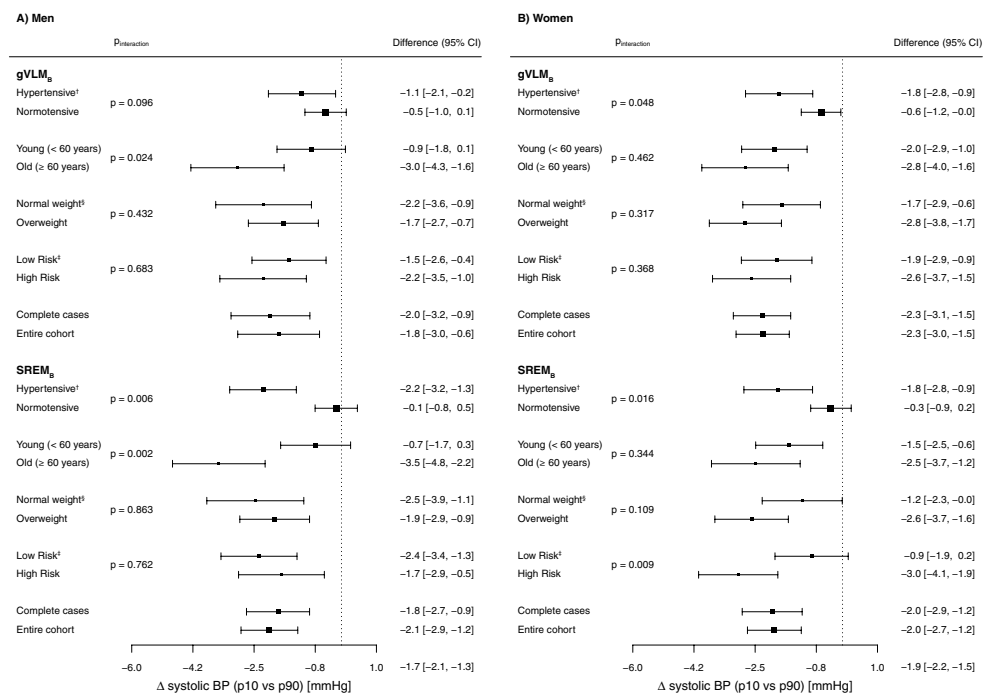 A) Men
p_interaction Difference (95% CI)
gVLM_B
Hypertensive† −1.1 [−2.1, −0.2]
p = 0.096
Normotensive −0.5 [−1.0, 0.1]
Young (< 60 years) −0.9 [−1.8, 0.1]
p = 0.024
Old (≥ 60 years) −3.0 [−4.3, −1.6]
Normal weight§ −2.2 [−3.6, −0.9]
p = 0.432
Overweight −1.7 [−2.7, −0.7]
Low Risk‡ −1.5 [−2.6, −0.4]
p = 0.683
High Risk −2.2 [−3.5, −1.0]
Complete cases −2.0 [−3.2, −0.9]
Entire cohort −1.8 [−3.0, −0.6]
SREM_B
Hypertensive† −2.2 [−3.2, −1.3]
p = 0.006
Normotensive −0.1 [−0.8, 0.5]
Young (< 60 years) −0.7 [−1.7, 0.3]
p = 0.002
Old (≥ 60 years) −3.5 [−4.8, −2.2]
Normal weight§ −2.5 [−3.9, −1.1]
p = 0.863
Overweight −1.9 [−2.9, −0.9]
Low Risk‡ −2.4 [−3.4, −1.3]
p = 0.762
High Risk −1.7 [−2.9, −0.5]
Complete cases −1.8 [−2.7, −0.9]
Entire cohort −2.1 [−2.9, −1.2]
−6.0 −4.2 −2.5 −0.8 1.0 −1.7 [−2.1, −1.3]
Δ systolic BP (p10 vs p90) [mmHg]
B) Women
p_interaction Difference (95% CI)
gVLM_B
Hypertensive† −1.8 [−2.8, −0.9]
p = 0.048
Normotensive −0.6 [−1.2, −0.0]
Young (< 60 years) −2.0 [−2.9, −1.0]
p = 0.462
Old (≥ 60 years) −2.8 [−4.0, −1.6]
Normal weight§ −1.7 [−2.9, −0.6]
p = 0.317
Overweight −2.8 [−3.8, −1.7]
Low Risk‡ −1.9 [−2.9, −0.9]
p = 0.368
High Risk −2.6 [−3.7, −1.5]
Complete cases −2.3 [−3.1, −1.5]
Entire cohort −2.3 [−3.0, −1.5]
SREM_B
Hypertensive† −1.8 [−2.8, −0.9]
p = 0.016
Normotensive −0.3 [−0.9, 0.2]
Young (< 60 years) −1.5 [−2.5, −0.6]
p = 0.344
Old (≥ 60 years) −2.5 [−3.7, −1.2]
Normal weight§ −1.2 [−2.3, −0.0]
p = 0.109
Overweight −2.6 [−3.7, −1.6]
Low Risk‡ −0.9 [−1.9, 0.2]
p = 0.009
High Risk −3.0 [−4.1, −1.9]
Complete cases −2.0 [−2.9, −1.2]
Entire cohort −2.0 [−2.7, −1.2]
−6.0 −4.2 −2.5 −0.8 1.0 −1.9 [−2.2, −1.5]
Δ systolic BP (p10 vs p90) [mmHg]